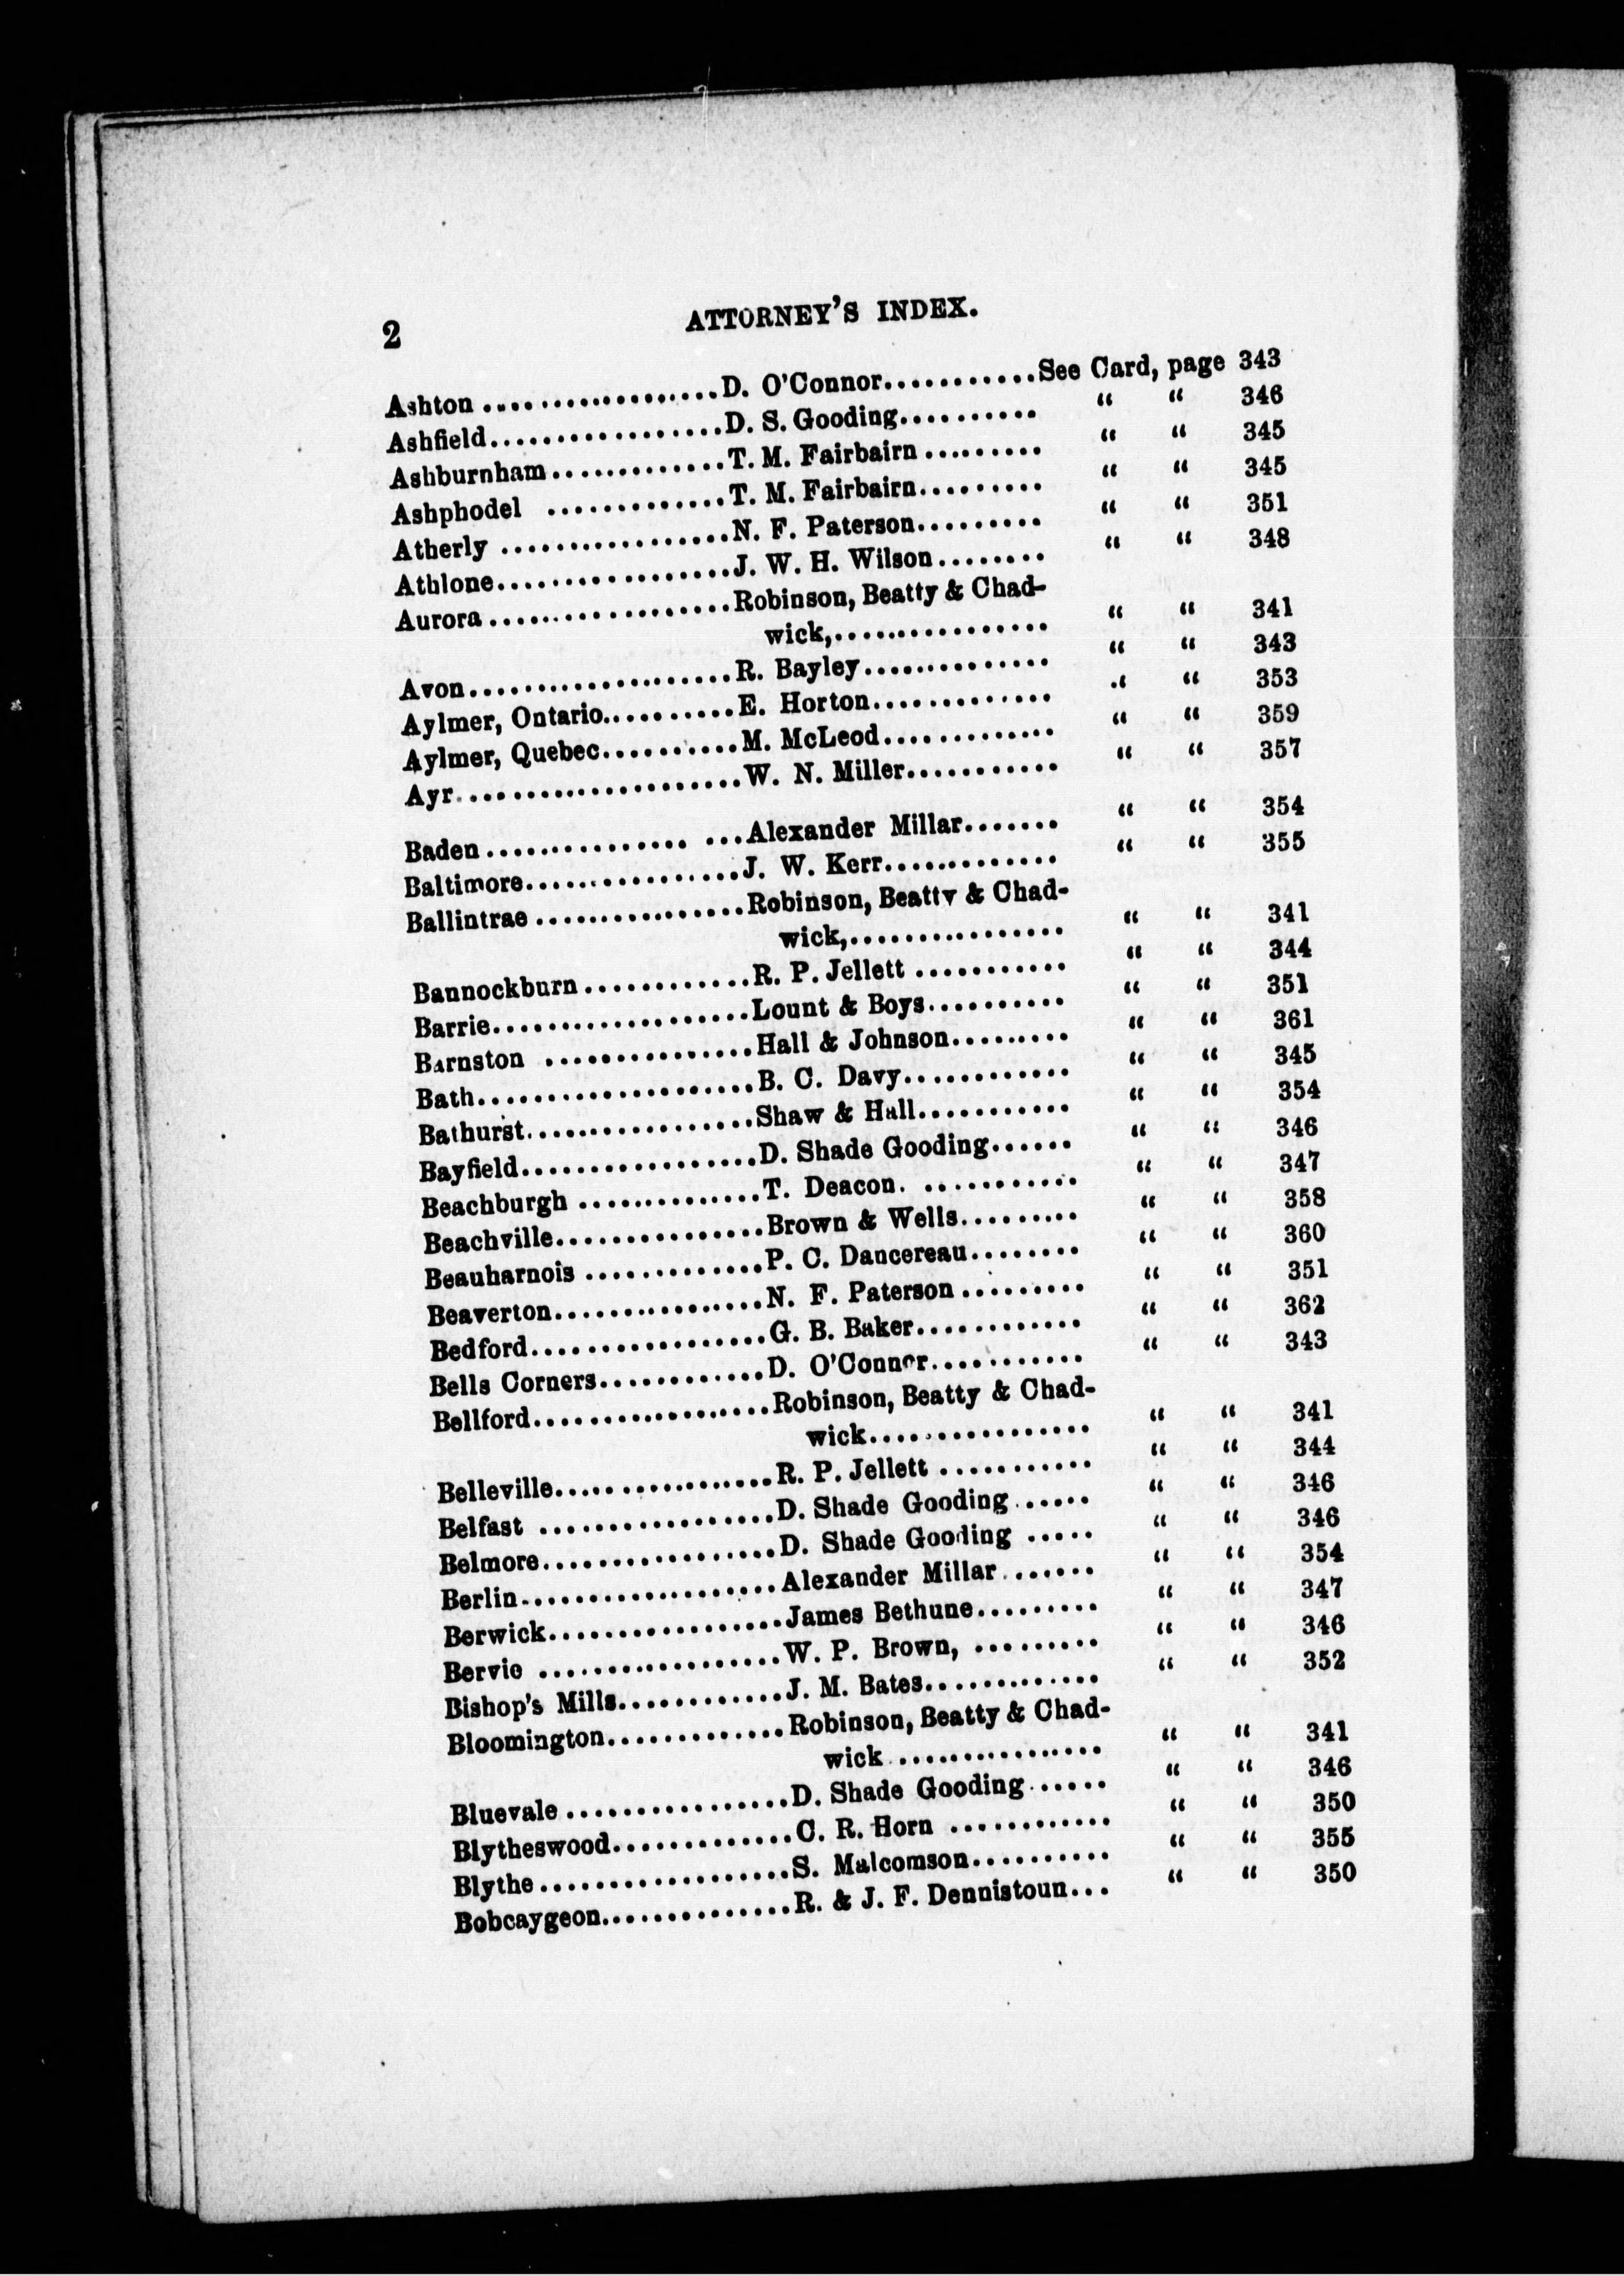 2
ATTORNEY'S INDEX.
Ashton ..................D. O'Connor...........See Card, page 343
Ashfield.................D. S. Gooding.......... " " 346
Ashburnham.............T. M. Fairbairn ......... " " 345
Ashphodel .............T. M. Fairbairn......... " " 345
Atherly .................N. F. Paterson......... " " 351
Athlone.................J. W. H. Wilson........ " " 348
Aurora..................Robinson, Beatty & Chad-
wick,................ " " 341
Avon...................R. Bayley.............. " " 343
Aylmer, Ontario..........E. Horton............. " " 353
Aylmer, Quebec..........M. McLeod............. " " 359
Ayr.....................W. N. Miller........... " " 357
Baden ............... ...Alexander Millar....... " " 354
Baltimore................J. W. Kerr............. " " 355
Ballintrae ...............Robinson, Beatty & Chad-
wick,................ " " 341
Bannockburn............R. P. Jellett ........... " " 344
Barrie...................Lount & Boys.......... " " 351
Barnston ...............Hall & Johnson......... " " 361
Bath....................B. C. Davy............ " " 345
Bathurst.................Shaw & Hall........... " " 354
Bayfield.................D. Shade Gooding...... " " 346
Beachburgh .............T. Deacon. ........... " " 347
Beachville...............Brown & Wells......... " " 358
Beauharnois .............P. C. Dancereau........ " " 360
Beaverton................N. F. Paterson ......... " " 351
Bedford.................G. B. Baker............ " " 362
Bells Corners............D. O'Connor........... " " 343
Bellford.................Robinson, Beatty & Chad-
wick................ " " 341
Belleville................R. P. Jellett ........... " " 344
Belfast .................D. Shade Gooding ...... " " 346
Belmore.................D. Shade Gooding ..... " " 346
Berlin...................Alexander Millar ....... " " 354
Berwick.................James Bethune......... " " 347
Bervie ..................W. P. Brown, ......... " " 346
Bishop's Mills............J. M. Bates............. " " 352
Bloomington.............Robinson, Beatty & Chad-
wick ............... " " 341
Bluevale ................D. Shade Gooding ...... " " 346
Blytheswood.............C. R. Horn ............ " " 350
Blythe..................S. Malcomson.......... " " 355
Bobcaygeon..............R. & J. F. Dennistoun... " " 350